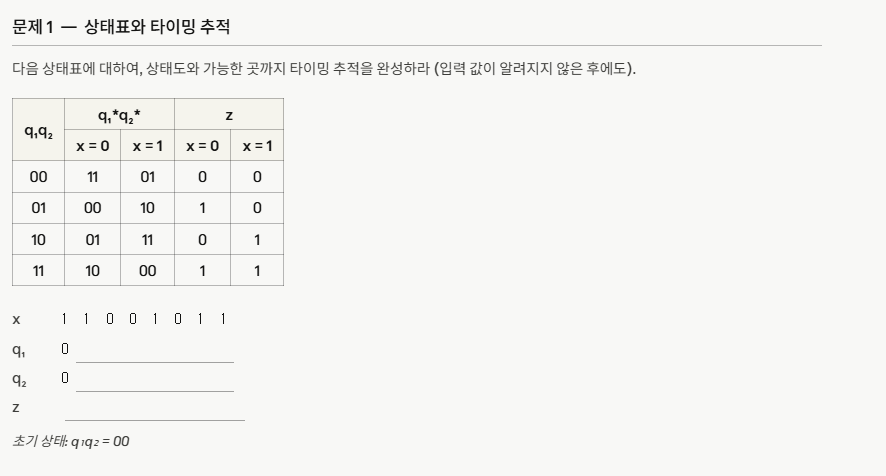 문제 1 — 상태표와 타이밍 추적
다음 상태표에 대하여, 상태도와 가능한 곳까지 타이밍 추적을 완성하라 (입력 값이 알려지지 않은 후에도).
q₁q₂ q₁*q₂* z
x = 0 x = 1 x = 0 x = 1
00 11 01 0 0
01 00 10 1 0
10 01 11 0 1
11 10 00 1 1
x 1 1 0 0 1 0 1 1
q₁ 0
q₂ 0
z
초기 상태: q₁q₂ = 00